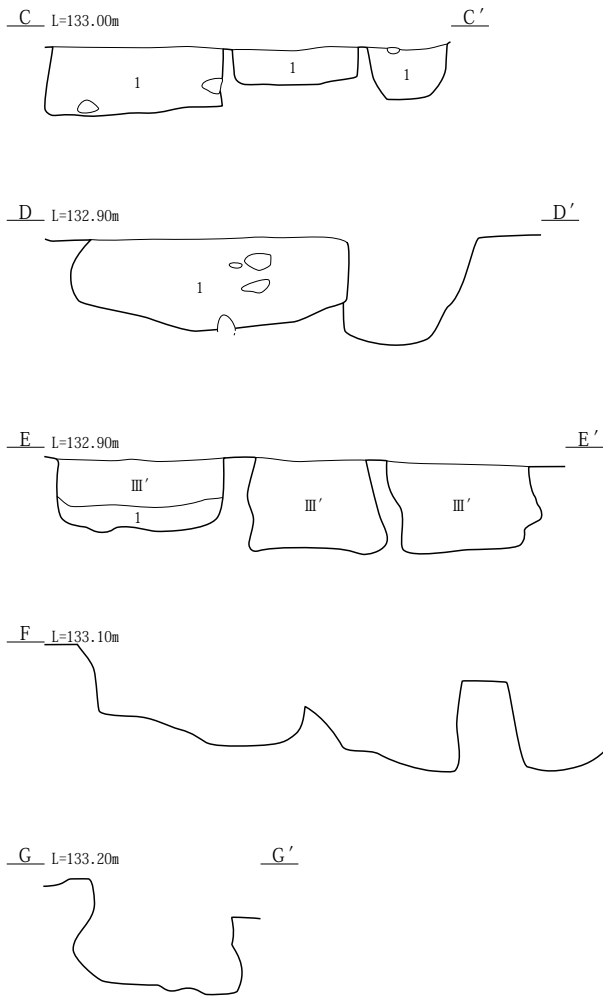 C L=133.00m C′
1 1 1
D L=132.90m D′
1
E L=132.90m E′
Ⅲ′ Ⅲ′ Ⅲ′
1
F L=133.10m
G L=133.20m G′